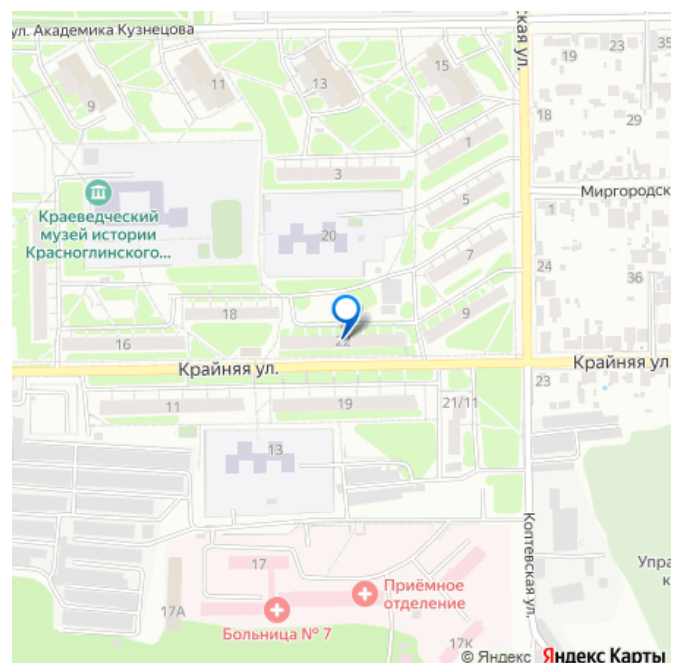 ул. Академика Кузнецова
ская ул.
19
23
35
9
11
13
15
18
29
1
3
5
Миргородск
1
Краеведческий
музей истории
Красноглинского...
20
7
24
36
18
9
16
22
Крайняя ул.
Крайняя ул
23
11
19
21/11
13
Коптевская ул.
17
Приёмное
отделение
Упра
к
17А
Больница № 7
17К
© Яндекс Яндекс Карты